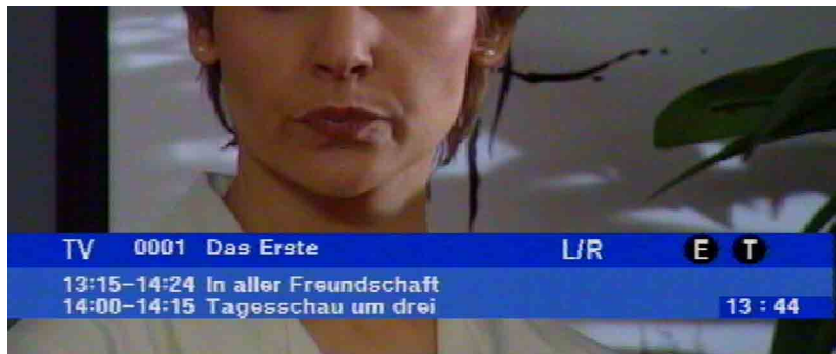 TV 0001 Das Erste L/R E T
13:15-14:24 In aller Freundschaft
14:00-14:15 Tagesschau um drei 13:44